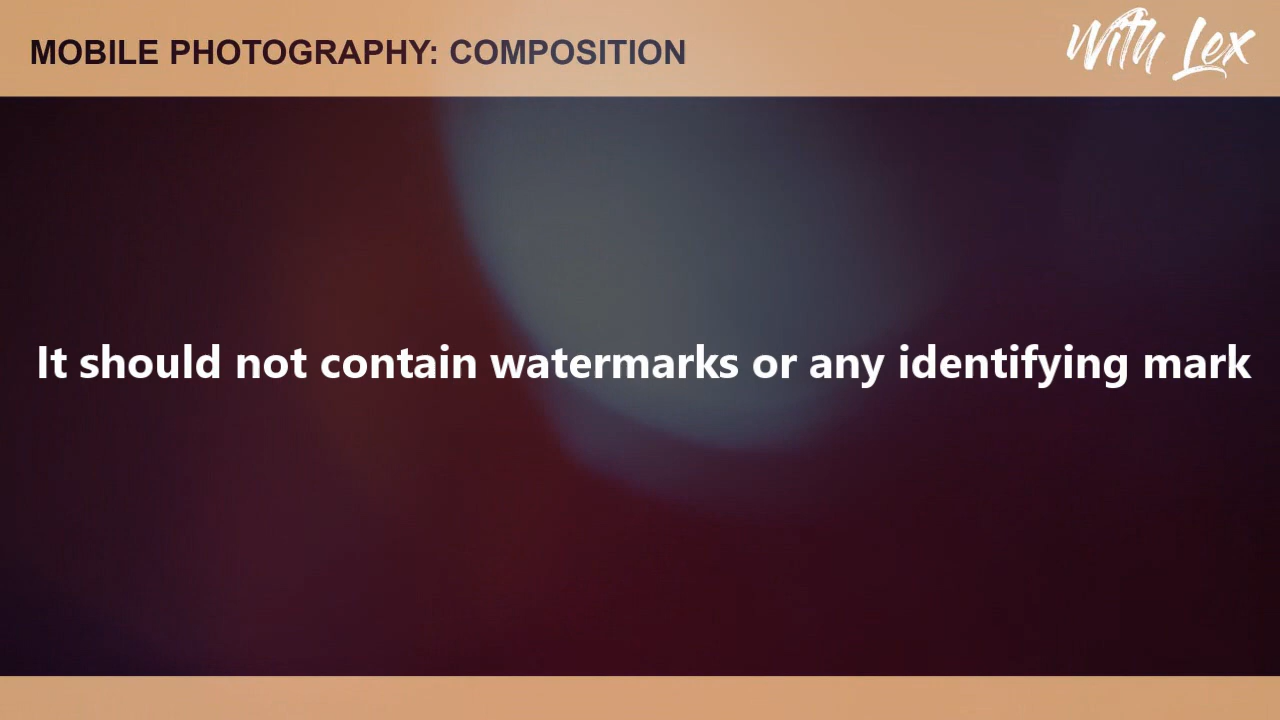 MOBILE PHOTOGRAPHY: COMPOSITION
With Lex
It should not contain watermarks or any identifying mark